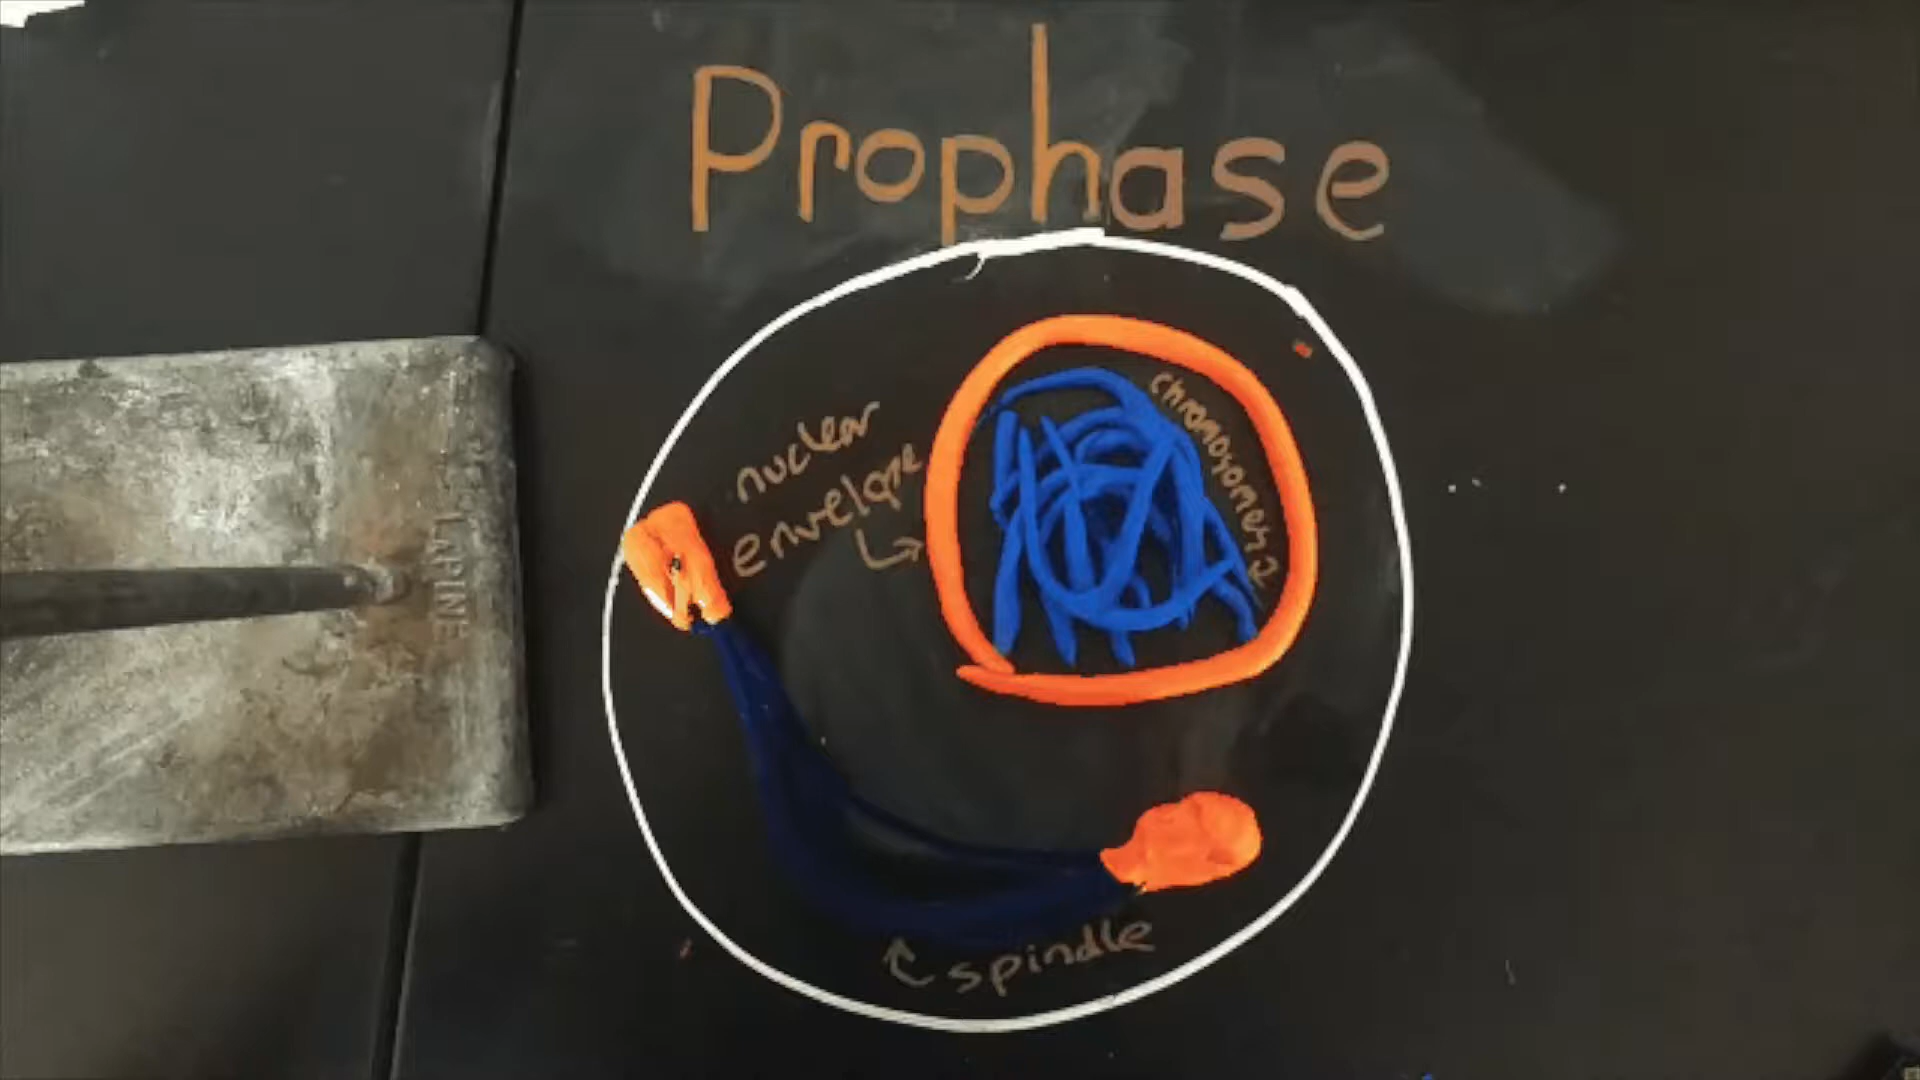 Prophase
nuclear
envelope
chromosomes
spindle
LAPINE